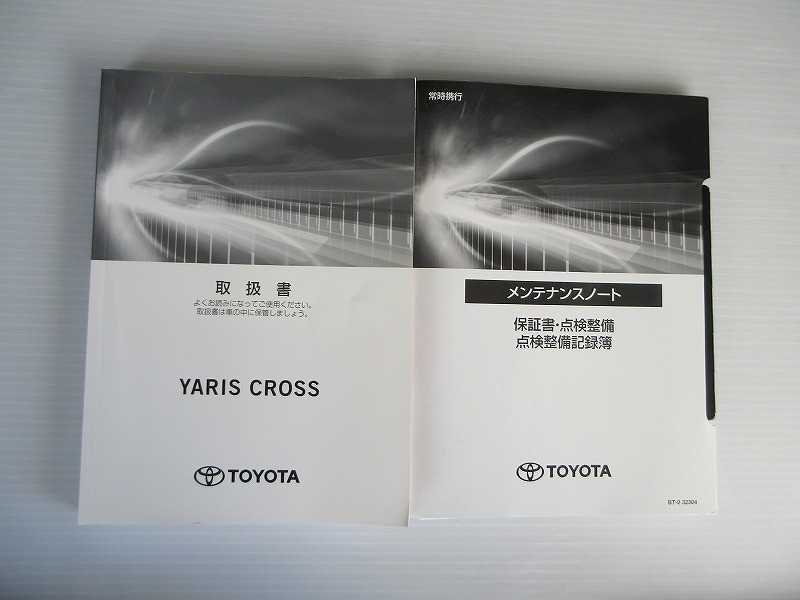 取扱書
よくお読みになってご使用ください。
取扱書は車の中に保管しましょう。
YARIS CROSS
TOYOTA
常時携行
メンテナンスノート
保証書・点検整備
点検整備記録簿
TOYOTA
BT-0 32304